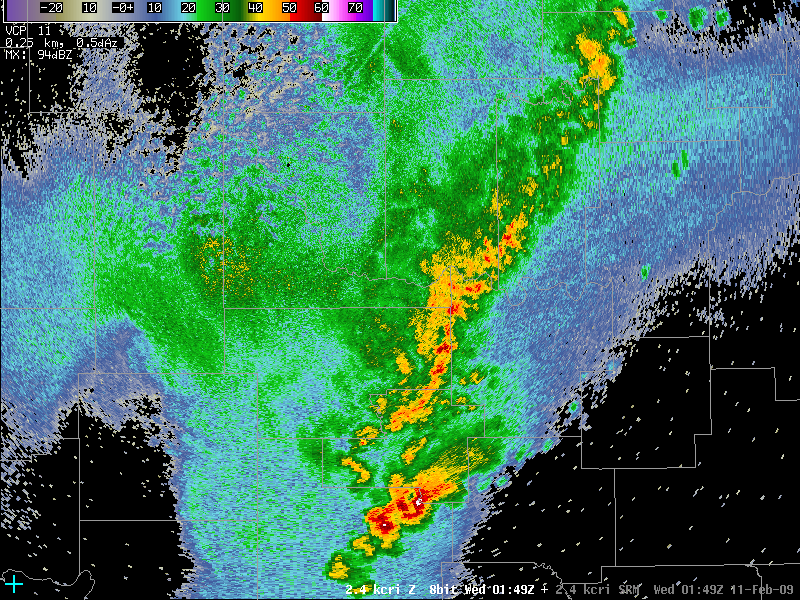 -20 10 -0+ 10 20 30 40 50 60 70
VCP 11
0.25 km, 0.5dAz
MX: 94dBZ
2.4 kcri Z 8bit Wed 01:49Z + 2.4 kcri SRM Wed 01:49Z 11-Feb-09